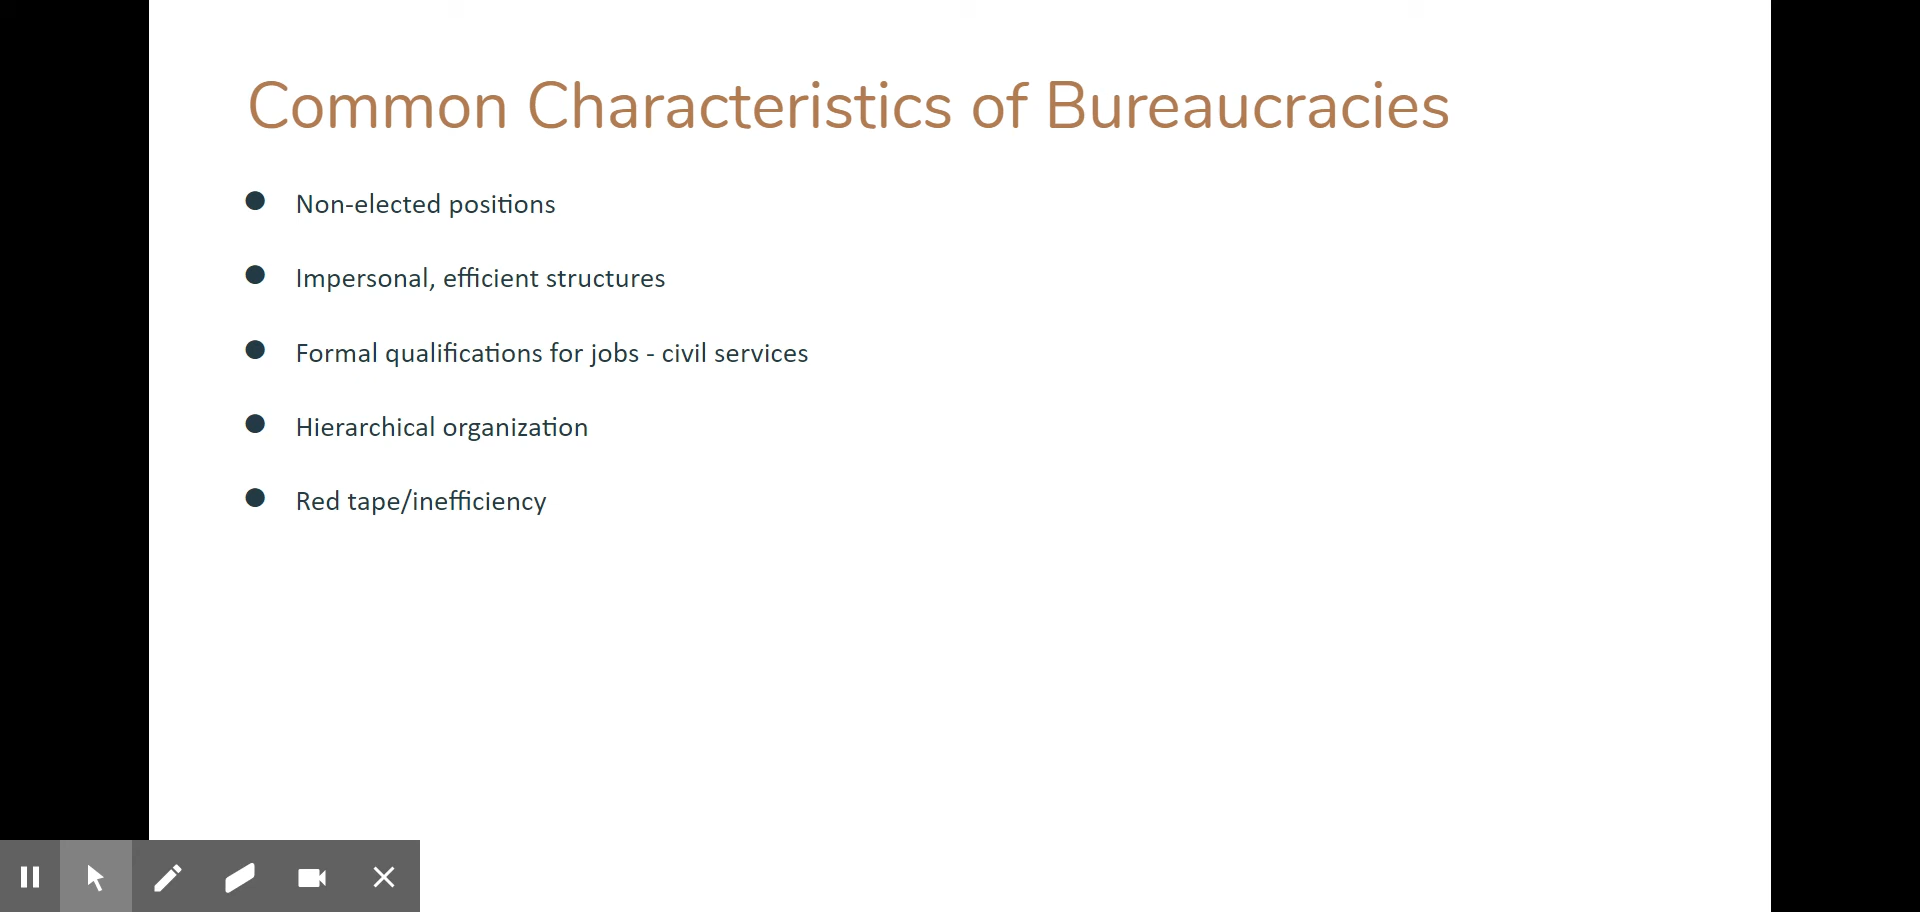 Common Characteristics of Bureaucracies
Non-elected positions
Impersonal, efficient structures
Formal qualifications for jobs - civil services
Hierarchical organization
Red tape/inefficiency